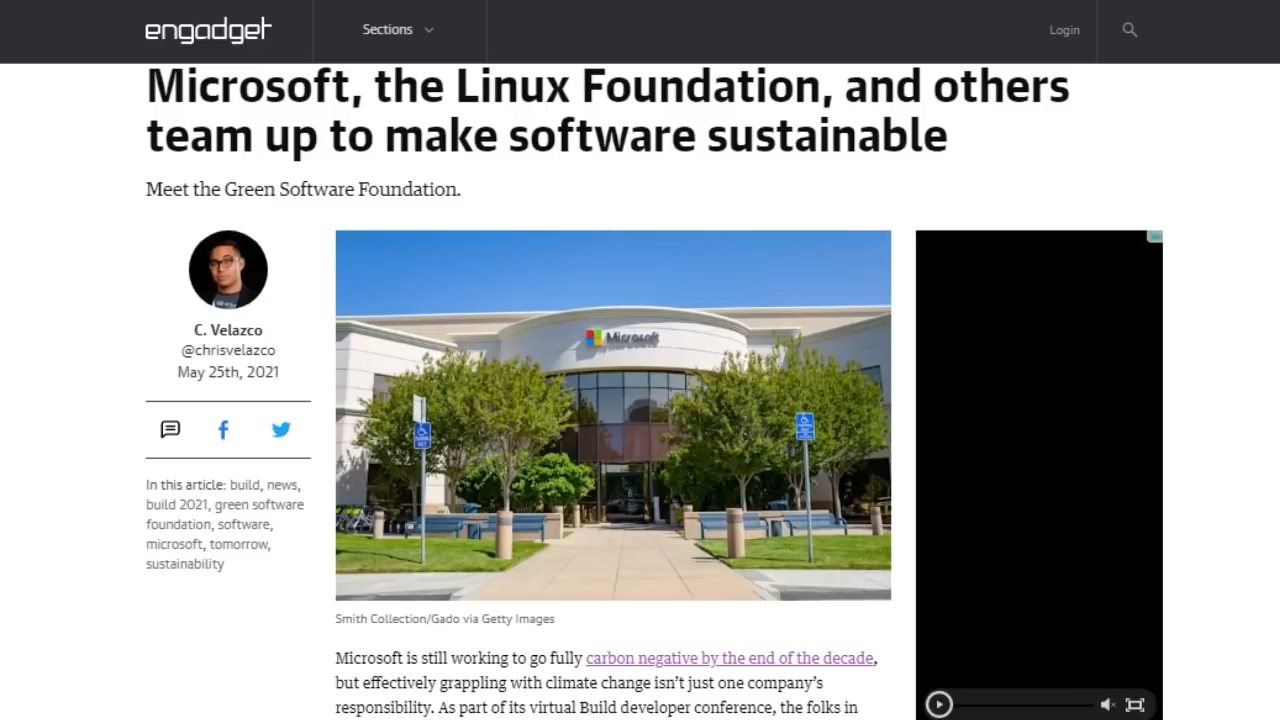 engadget
Sections
Login
Microsoft, the Linux Foundation, and others
team up to make software sustainable
Meet the Green Software Foundation.
C. Velazco
@chrisvelazco
May 25th, 2021
In this article: build, news,
build 2021, green software
foundation, software,
microsoft, tomorrow,
sustainability
Microsoft
Smith Collection/Gado via Getty Images
Microsoft is still working to go fully carbon negative by the end of the decade,
but effectively grappling with climate change isn't just one company's
responsibility. As part of its virtual Build developer conference, the folks in